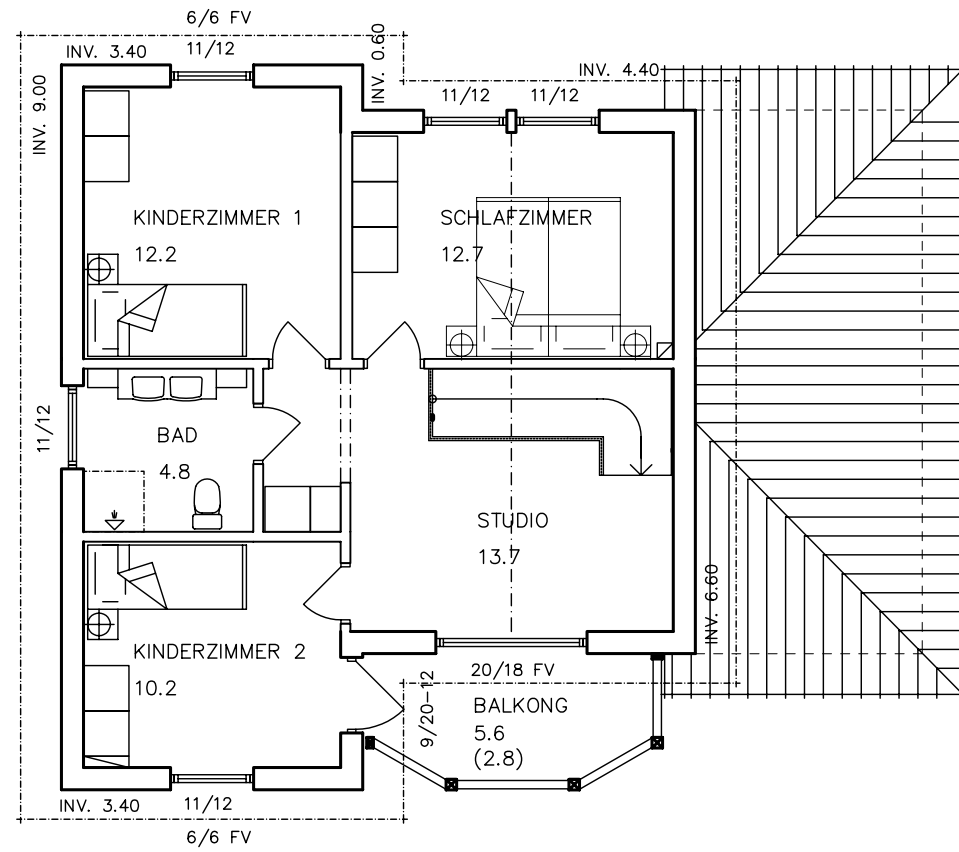 6/6 FV
INV. 3.40
11/12
INV. 0.60
INV. 4.40
INV. 9.00
11/12
11/12
KINDERZIMMER 1
12.2
SCHLAFZIMMER
12.7
11/12
BAD
4.8
STUDIO
13.7
INV. 6.60
KINDERZIMMER 2
10.2
20/18 FV
9/20-12
BALKONG
5.6
(2.8)
INV. 3.40
11/12
6/6 FV